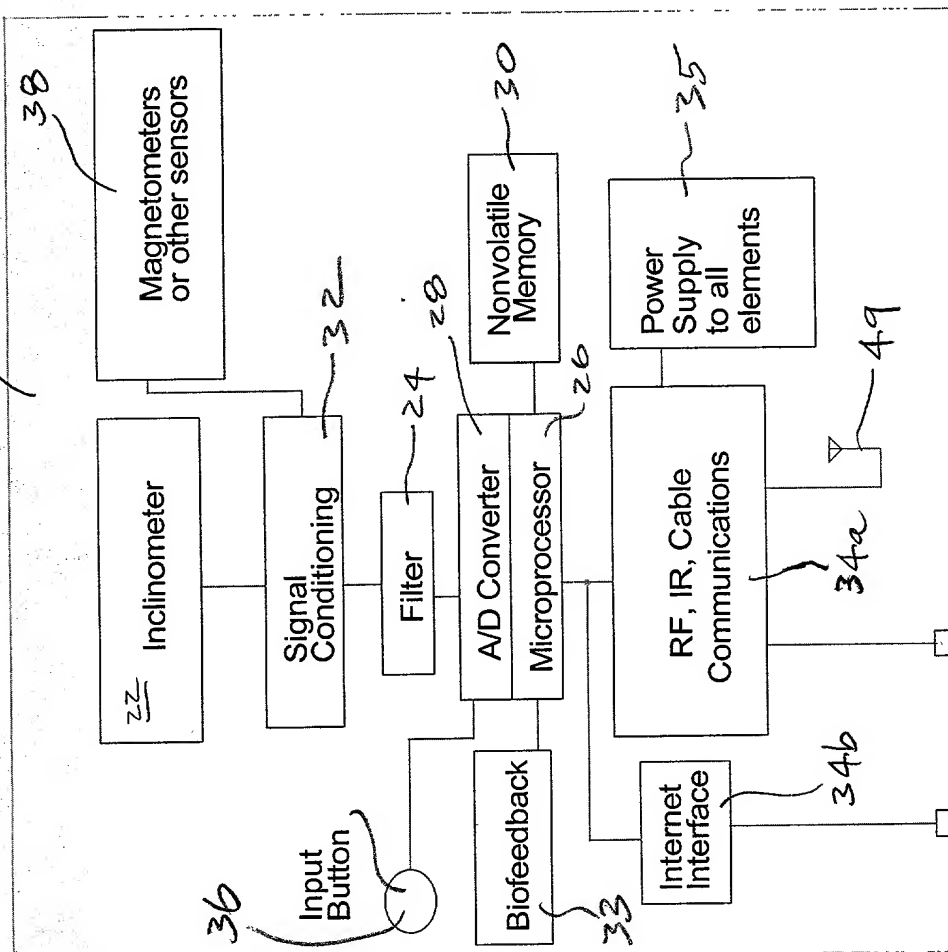 38
Magnetometers
or other sensors
22
Inclinometer
32
Signal
Conditioning
24
Filter
28
A/D Converter
30
Nonvolatile
Memory
26
Microprocessor
36
Input
Button
33
Biofeedback
35
Power
Supply
to all
elements
49
RF, IR, Cable
Communications
34a
Internet
Interface
34b